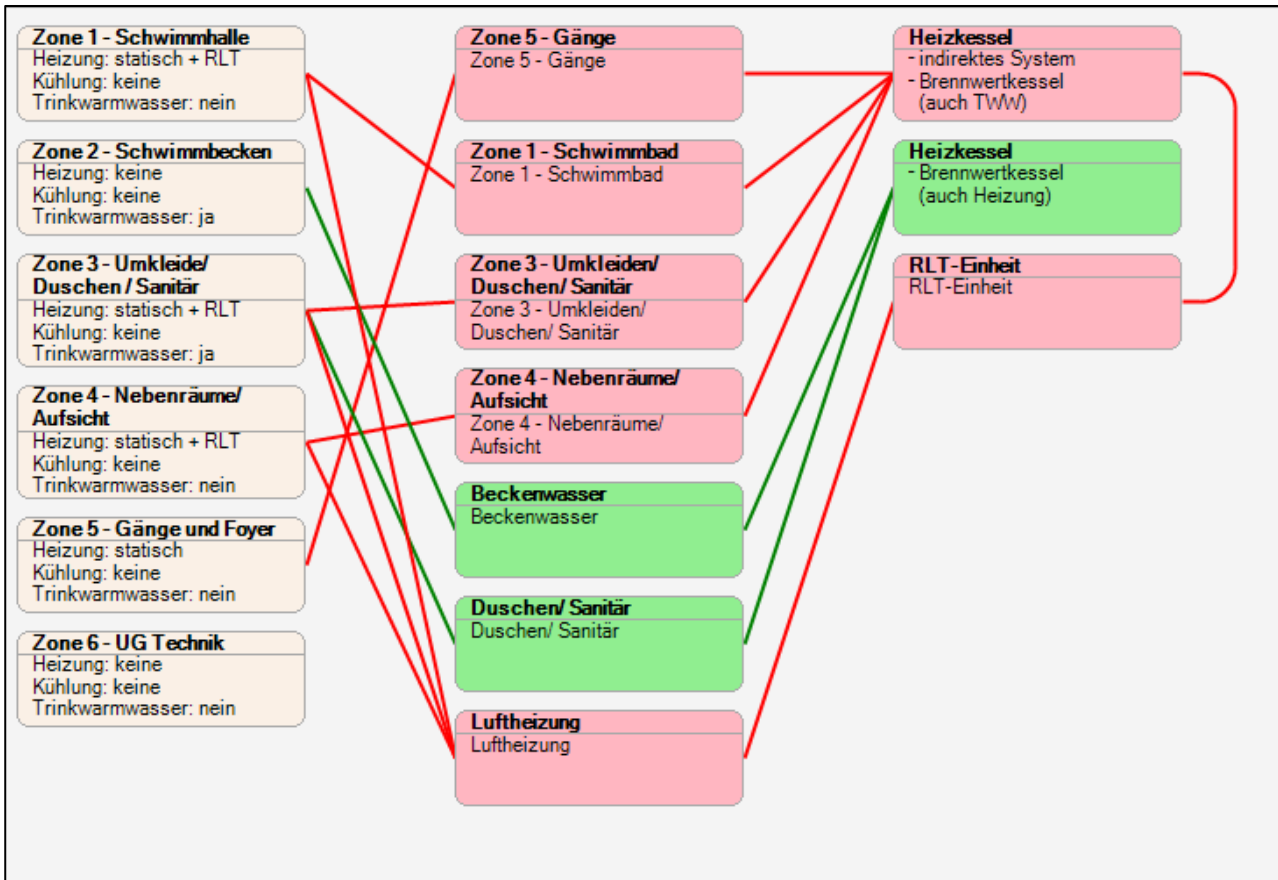 Zone 1 - Schwimmhalle
Heizung: statisch + RLT
Kühlung: keine
Trinkwarmwasser: nein
Zone 2 - Schwimmbecken
Heizung: keine
Kühlung: keine
Trinkwarmwasser: ja
Zone 3 - Umkleide/
Duschen / Sanitär
Heizung: statisch + RLT
Kühlung: keine
Trinkwarmwasser: ja
Zone 4 - Nebenräume/
Aufsicht
Heizung: statisch + RLT
Kühlung: keine
Trinkwarmwasser: nein
Zone 5 - Gänge und Foyer
Heizung: statisch
Kühlung: keine
Trinkwarmwasser: nein
Zone 6 - UG Technik
Heizung: keine
Kühlung: keine
Trinkwarmwasser: nein
Zone 5 - Gänge
Zone 5 - Gänge
Zone 1 - Schwimmbad
Zone 1 - Schwimmbad
Zone 3 - Umkleiden/
Duschen/ Sanitär
Zone 3 - Umkleiden/
Duschen/ Sanitär
Zone 4 - Nebenräume/
Aufsicht
Zone 4 - Nebenräume/
Aufsicht
Beckenwasser
Beckenwasser
Duschen/ Sanitär
Duschen/ Sanitär
Luftheizung
Luftheizung
Heizkessel
- indirektes System
- Brennwertkessel
(auch TWW)
Heizkessel
- Brennwertkessel
(auch Heizung)
RLT-Einheit
RLT-Einheit